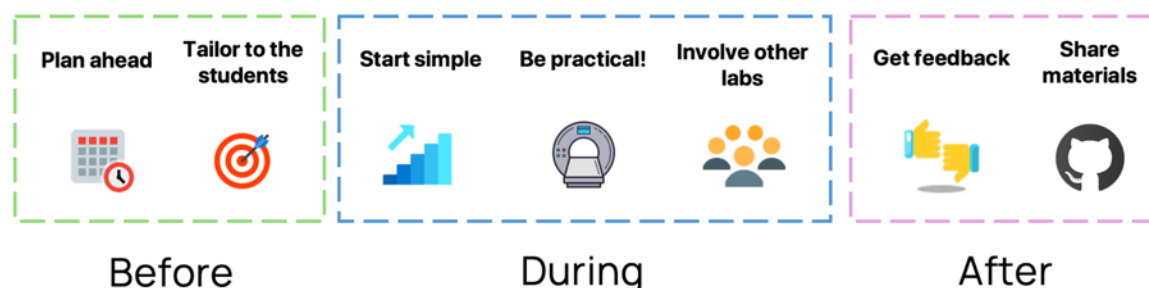 Plan ahead
Tailor to the
students
Start simple
Be practical!
Involve other
labs
Get feedback
Share
materials
Before
During
After